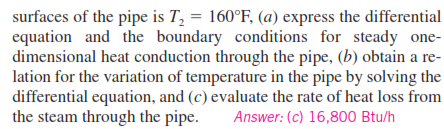 surfaces of the pipe is T₂ = 160°F, (a) express the differential
equation and the boundary conditions for steady one-
dimensional heat conduction through the pipe, (b) obtain a re-
lation for the variation of temperature in the pipe by solving the
differential equation, and (c) evaluate the rate of heat loss from
the steam through the pipe. Answer: (c) 16,800 Btu/h